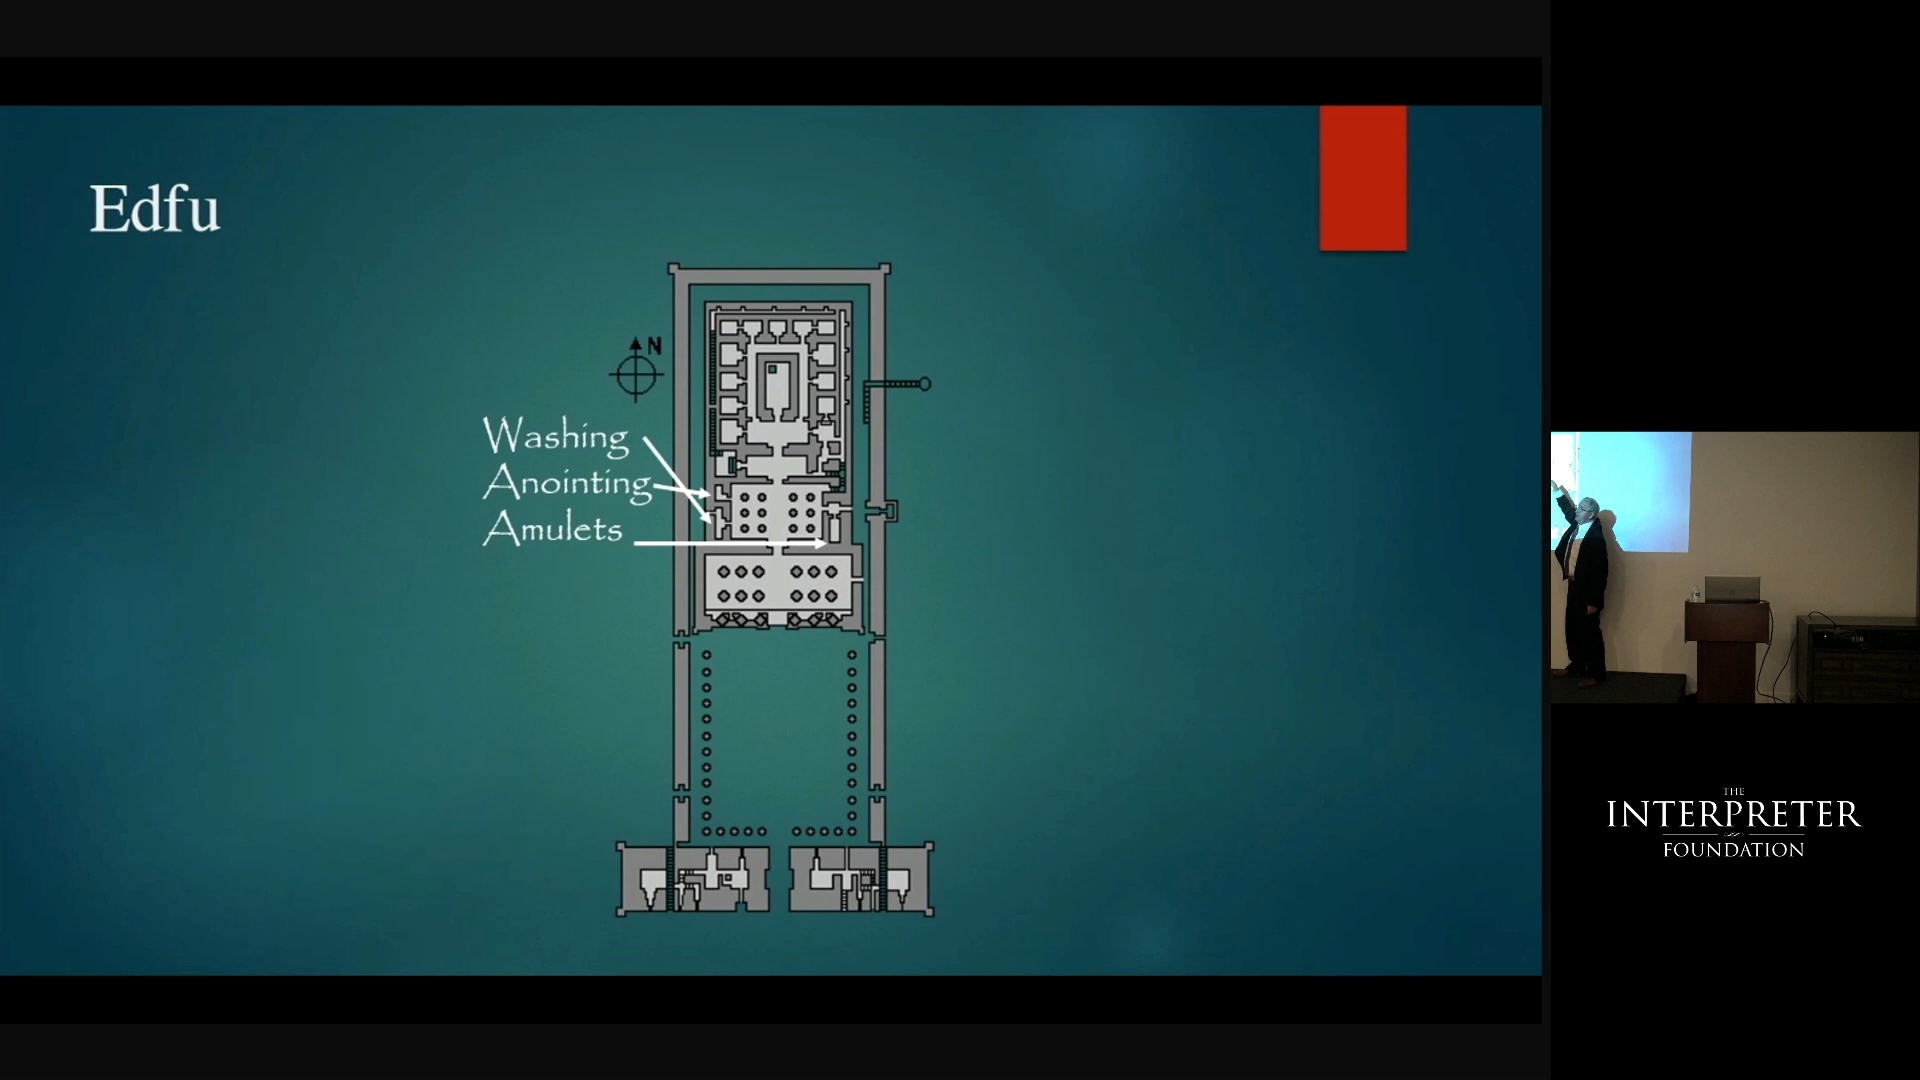 Edfu
N
Washing
Anointing
Amulets
THE
INTERPRETER
FOUNDATION